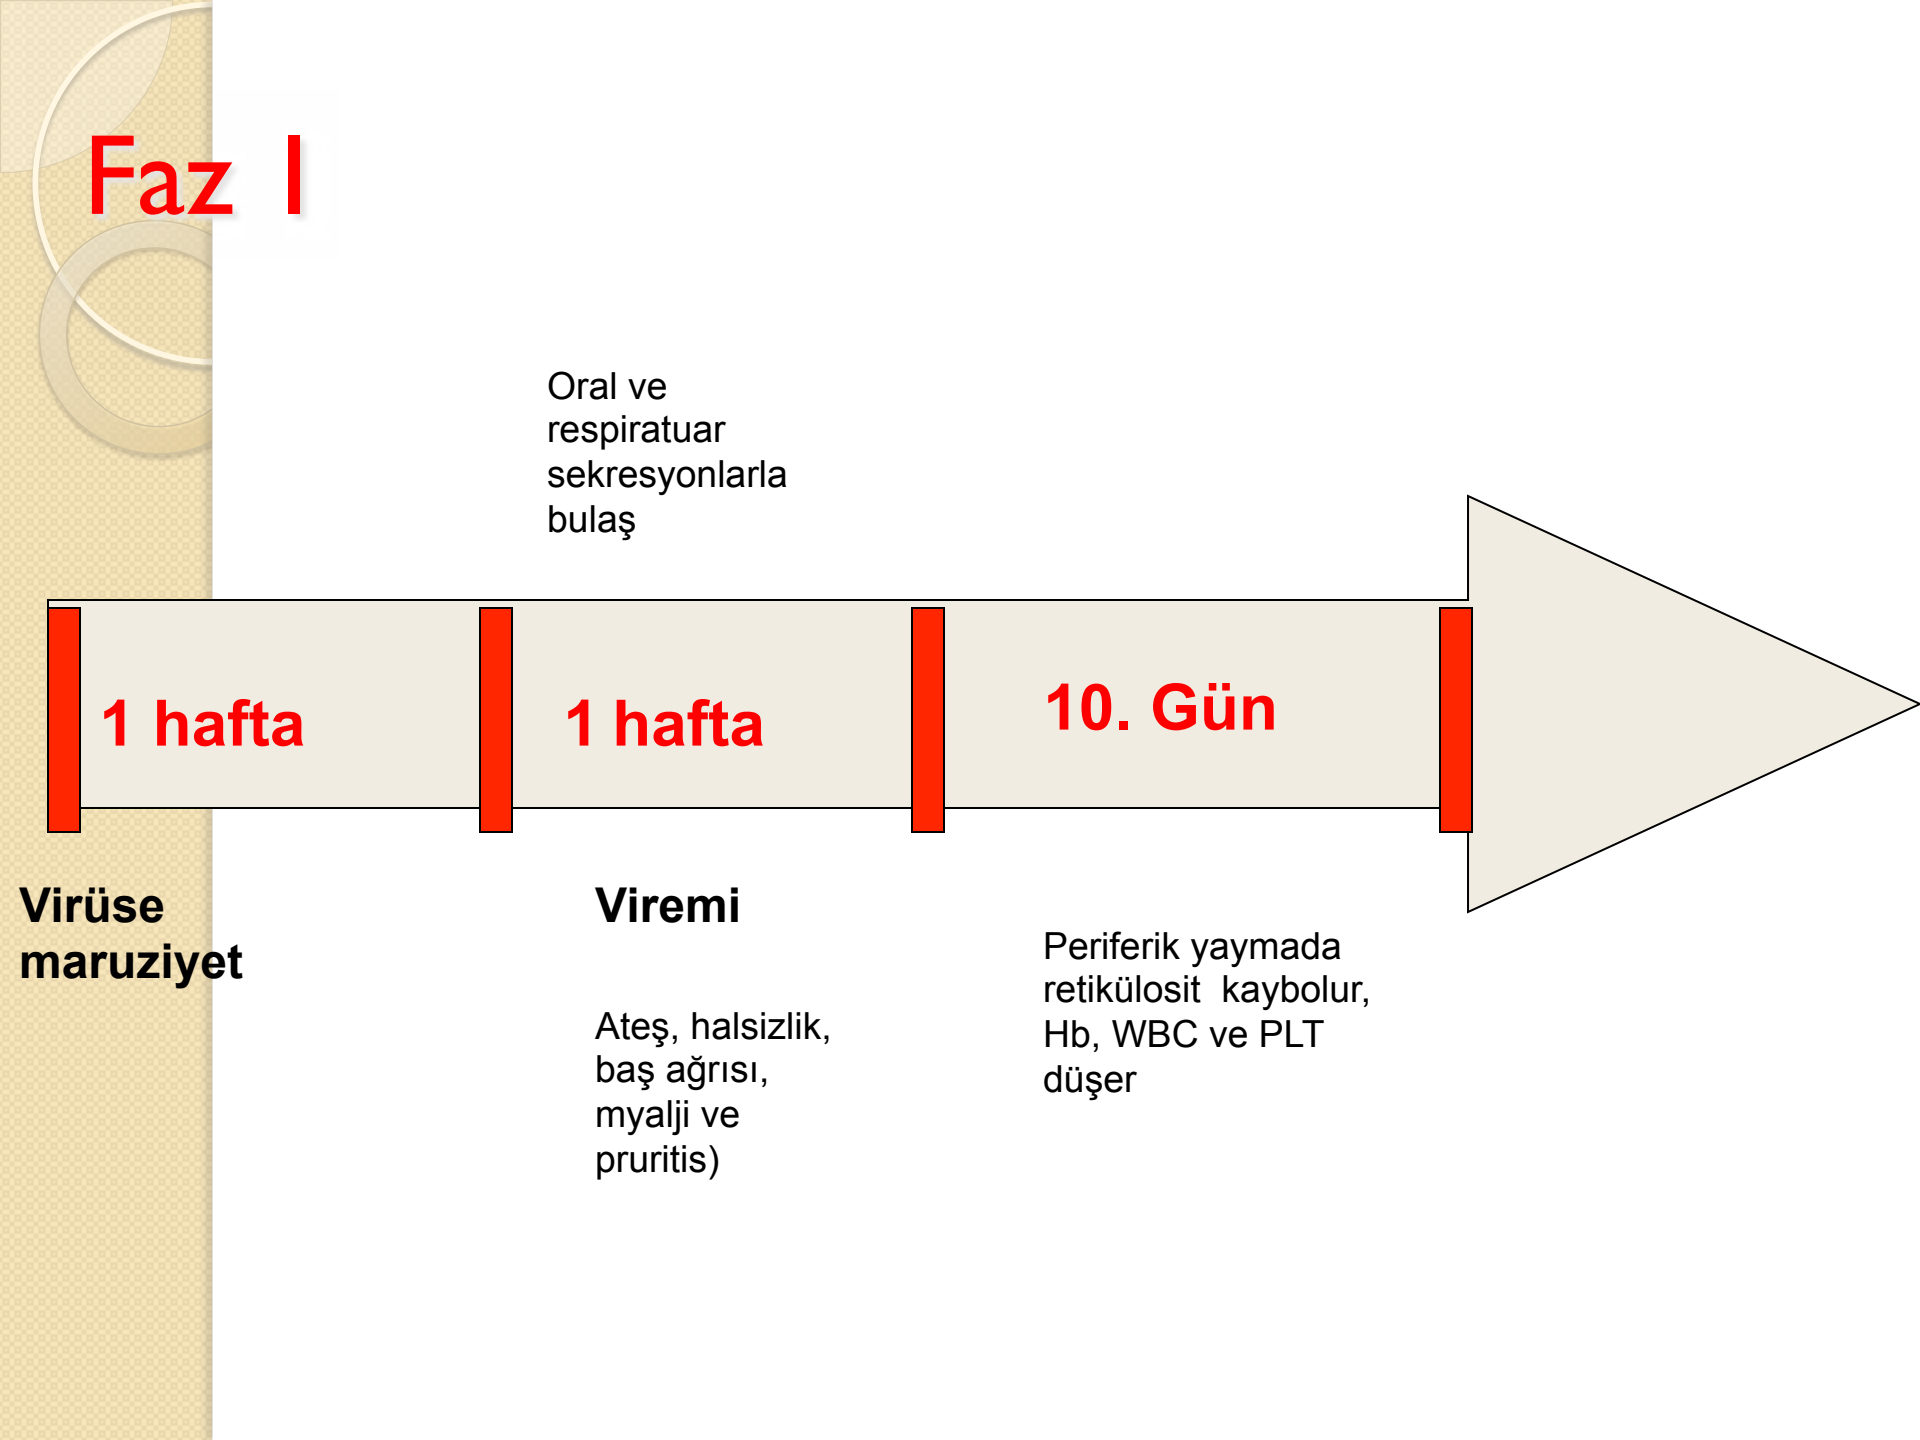 Faz 1
Oral ve
respiratuar
sekresyonlarla
bulaş
1 hafta
1 hafta
10. Gün
Virüse
maruziyet
Viremi
Ateş, halsizlik,
baş ağrısı,
myalji ve
pruritis)
Periferik yaymada
retikülosit  kaybolur,
Hb, WBC ve PLT
düşer